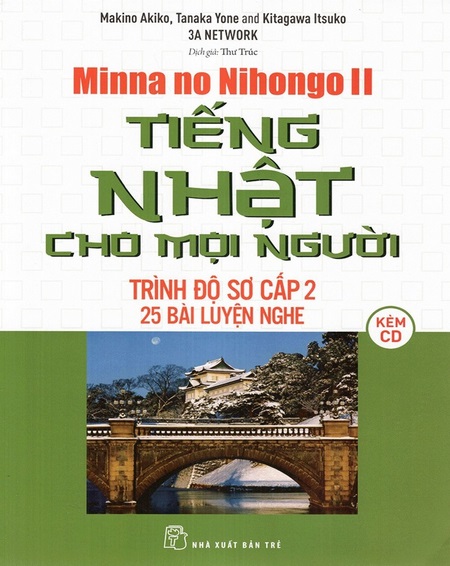 Makino Akiko, Tanaka Yone and Kitagawa Itsuko
3A NETWORK
Dịch giả: Thư Trúc
Minna no Nihongo II
TIẾNG
NHẬT
CHO MỌI NGƯỜI
TRÌNH ĐỘ SƠ CẤP 2
25 BÀI LUYỆN NGHE
KÈM
CD
NHÀ XUẤT BẢN TRẺ